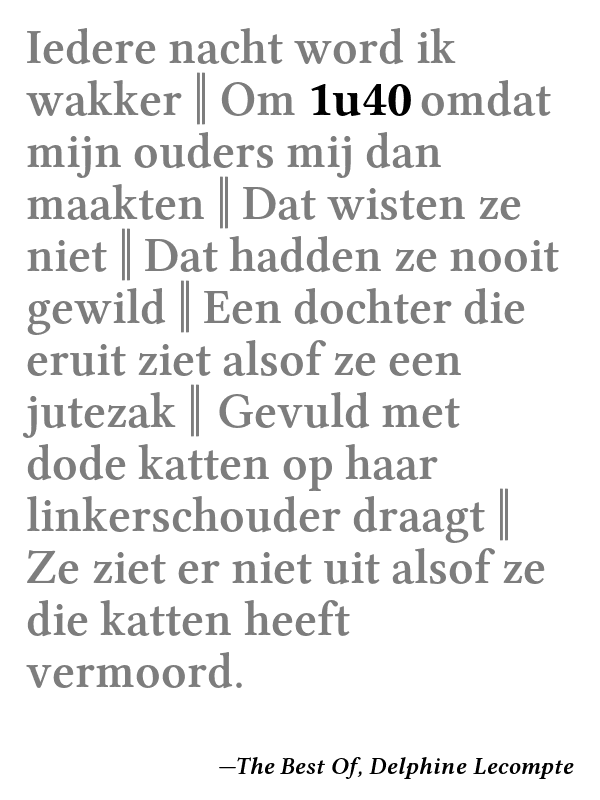 Iedere nacht word ik
wakker ║ Om 1u40 omdat
mijn ouders mij dan
maakten ║ Dat wisten ze
niet ║ Dat hadden ze nooit
gewild ║ Een dochter die
eruit ziet alsof ze een
jutezak ║ Gevuld met
dode katten op haar
linkerschouder draagt ║
Ze ziet er niet uit alsof ze
die katten heeft
vermoord.
—The Best Of, Delphine Lecompte